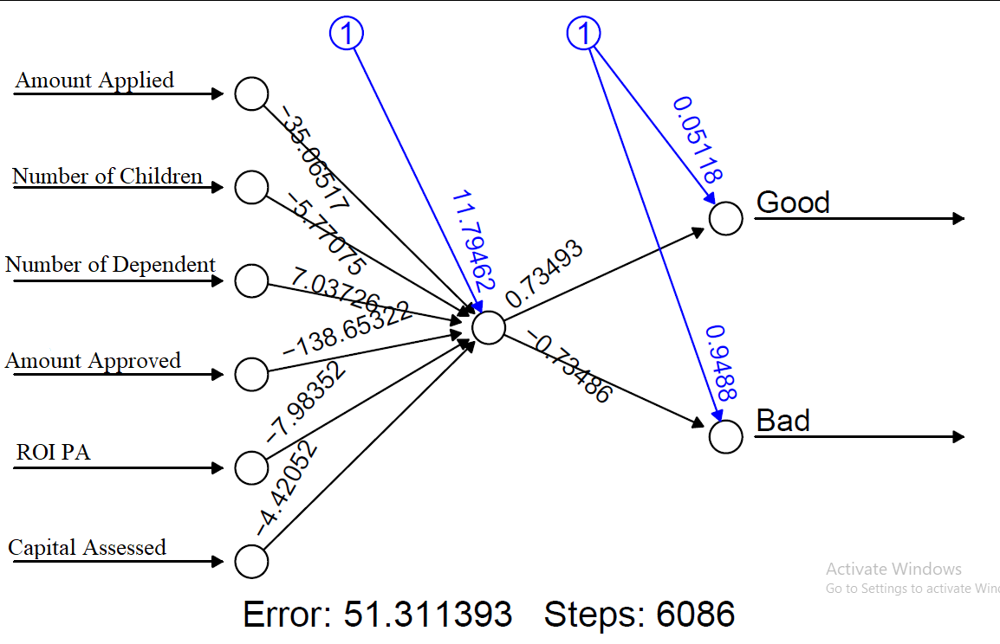 1
1
Amount Applied
−35.06517
0.05118
Number of Children
−5.77075
11.79462
Good
Number of Dependent
7.03726
0.73493
−138.65322
−0.73486
0.9488
Amount Approved
−7.98352
Bad
ROI PA
−4.42052
Capital Assessed
Activate Windows
Go to Settings to activate Win
Error: 51.311393 Steps: 6086